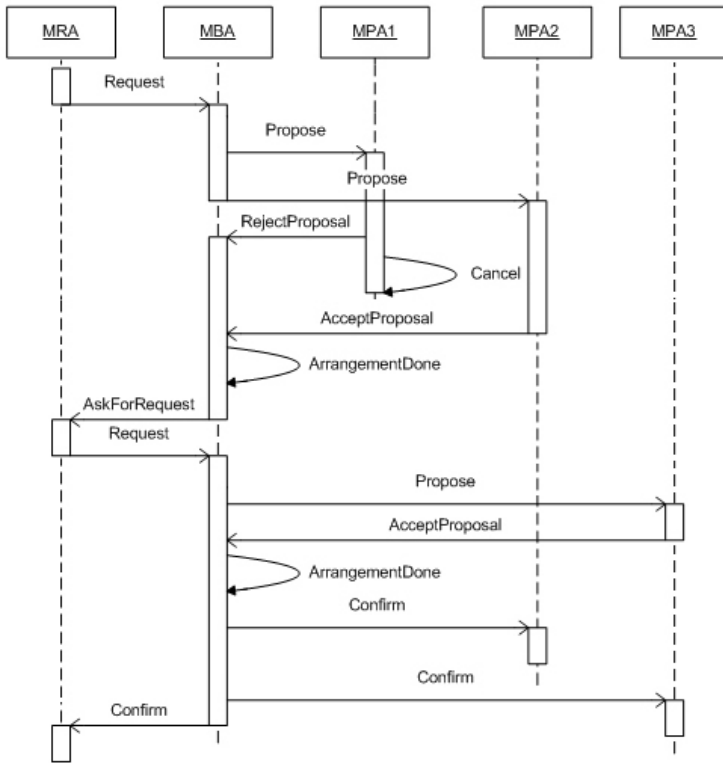 MRA
MBA
MPA1
MPA2
MPA3
Request
Propose
Propose
RejectProposal
Cancel
AcceptProposal
ArrangementDone
AskForRequest
Request
Propose
AcceptProposal
ArrangementDone
Confirm
Confirm
Confirm